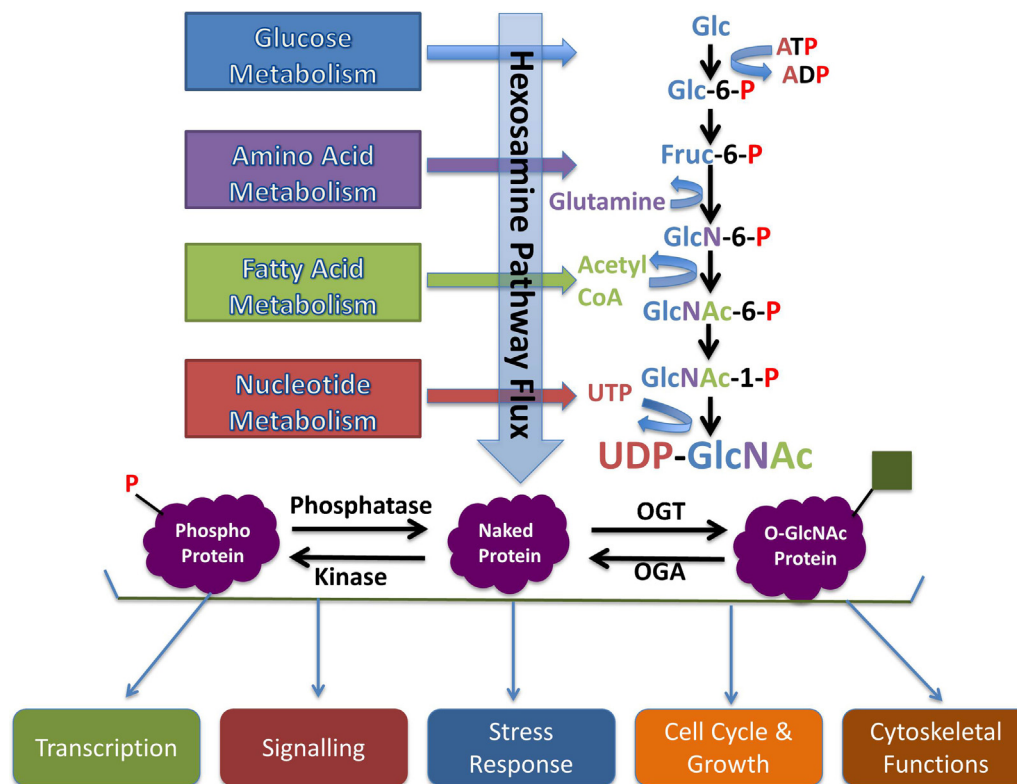 Glucose
Metabolism
Amino Acid
Metabolism
Fatty Acid
Metabolism
Nucleotide
Metabolism
Hexosamine Pathway Flux
Glc
ATP
ADP
Glc-6-P
Fruc-6-P
Glutamine
GlcN-6-P
Acetyl
CoA
GlcNAc-6-P
GlcNAc-1-P
UTP
UDP-GlcNAc
P
Phospho
Protein
Phosphatase
Kinase
Naked
Protein
OGT
OGA
O-GlcNAc
Protein
Transcription
Signalling
Stress
Response
Cell Cycle &
Growth
Cytoskeletal
Functions